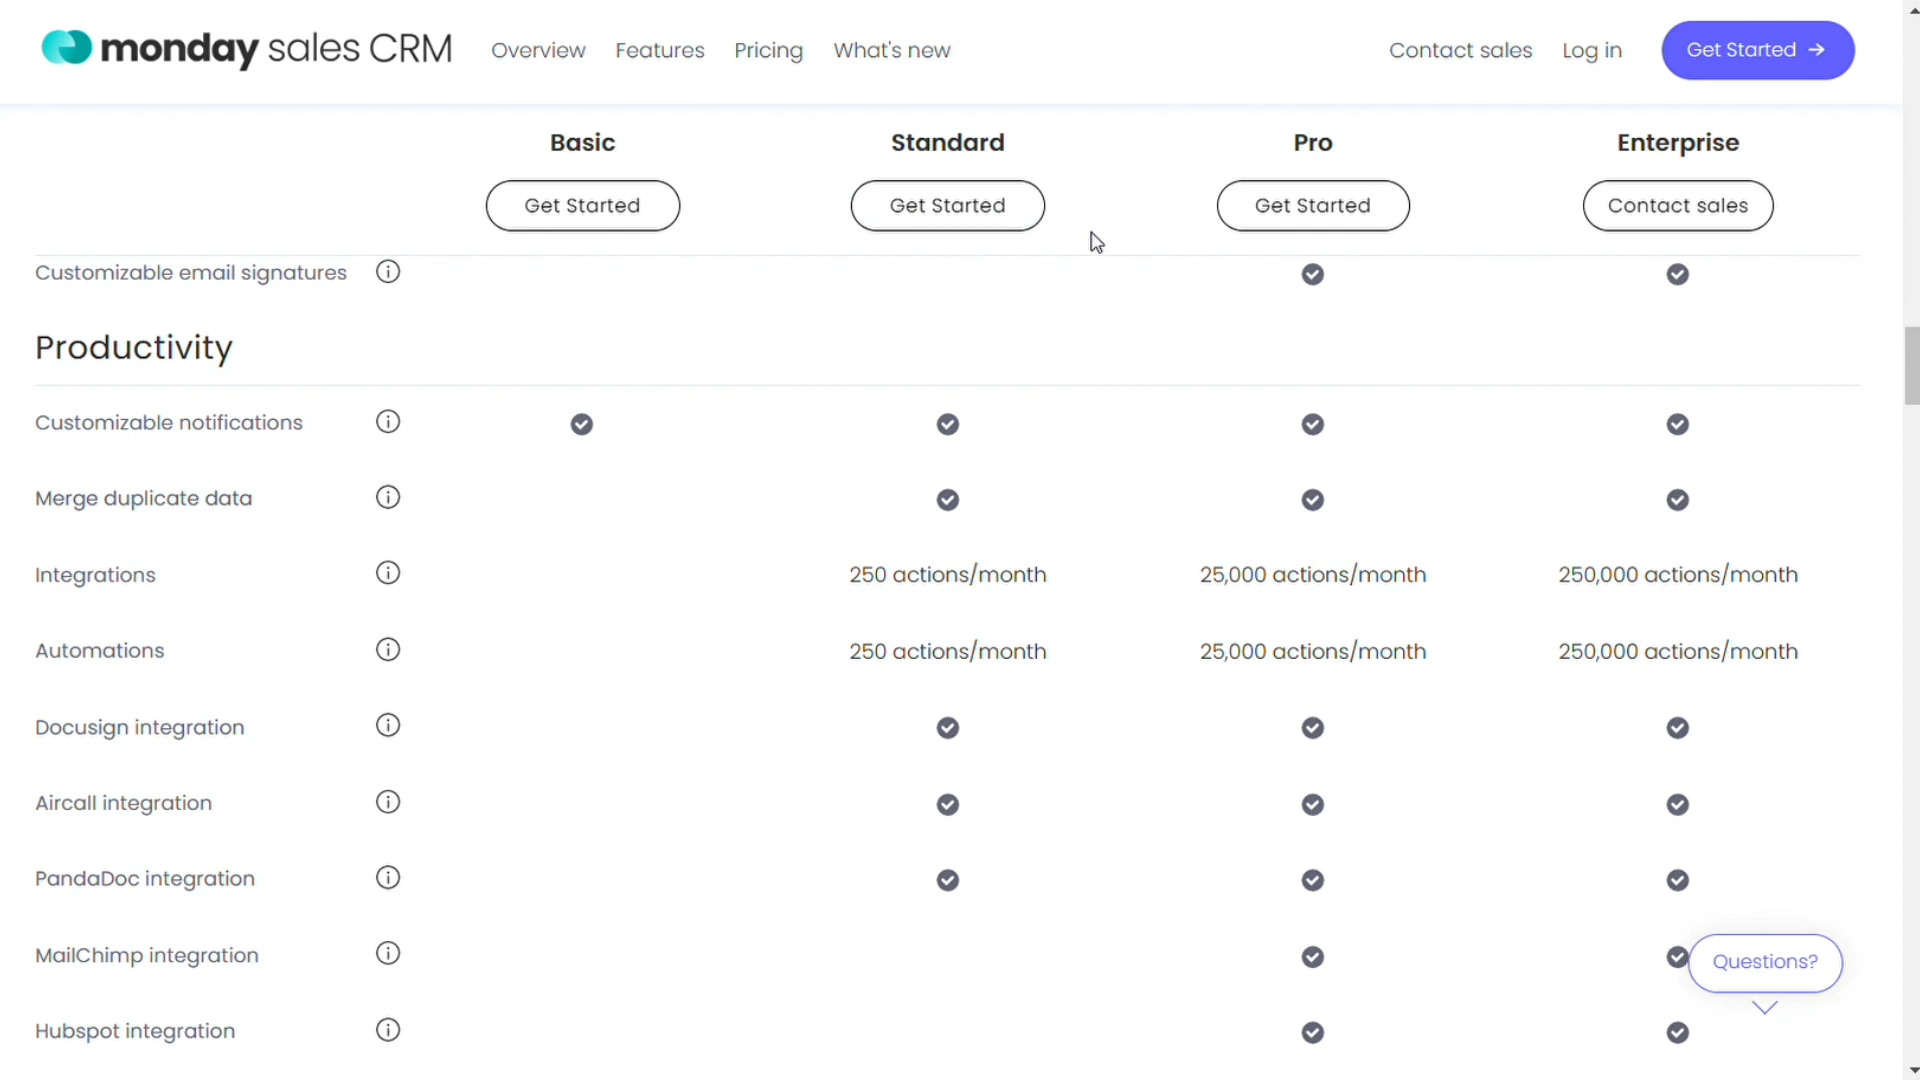 monday sales CRM Overview Features Pricing What's new Contact sales Log in Get Started →
Basic Standard Pro Enterprise
Get Started Get Started Get Started Contact sales
Customizable email signatures
Productivity
Customizable notifications
Merge duplicate data
Integrations 250 actions/month 25,000 actions/month 250,000 actions/month
Automations 250 actions/month 25,000 actions/month 250,000 actions/month
Docusign integration
Aircall integration
PandaDoc integration
MailChimp integration
Questions?
Hubspot integration